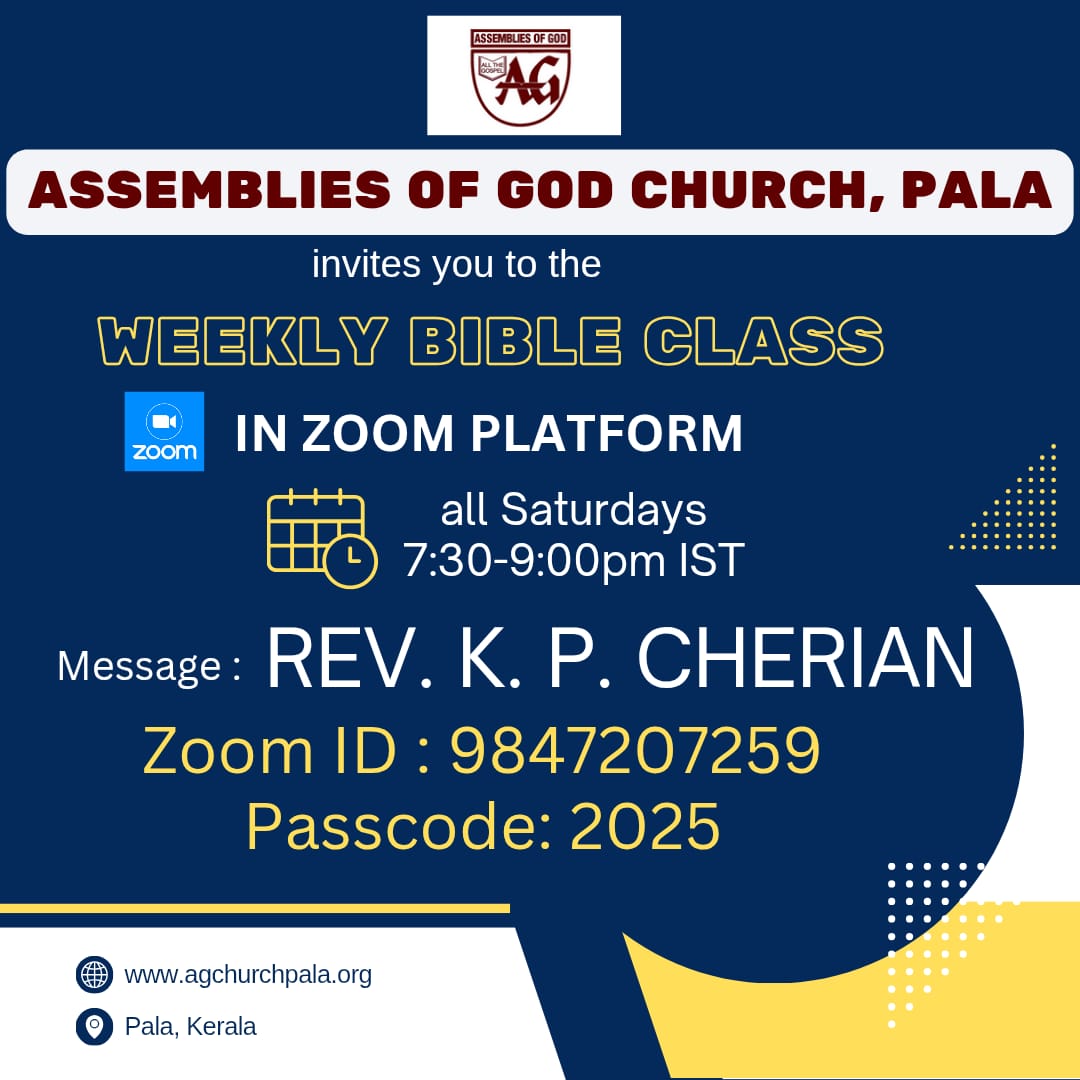 ASSEMBLIES OF GOD
ALL THE
GOSPEL
AG
ASSEMBLIES OF GOD CHURCH, PALA
invites you to the
WEEKLY BIBLE CLASS
zoom
IN ZOOM PLATFORM
all Saturdays
7:30-9:00pm IST
Message : REV. K. P. CHERIAN
Zoom ID : 9847207259
Passcode: 2025
www.agchurchpala.org
Pala, Kerala